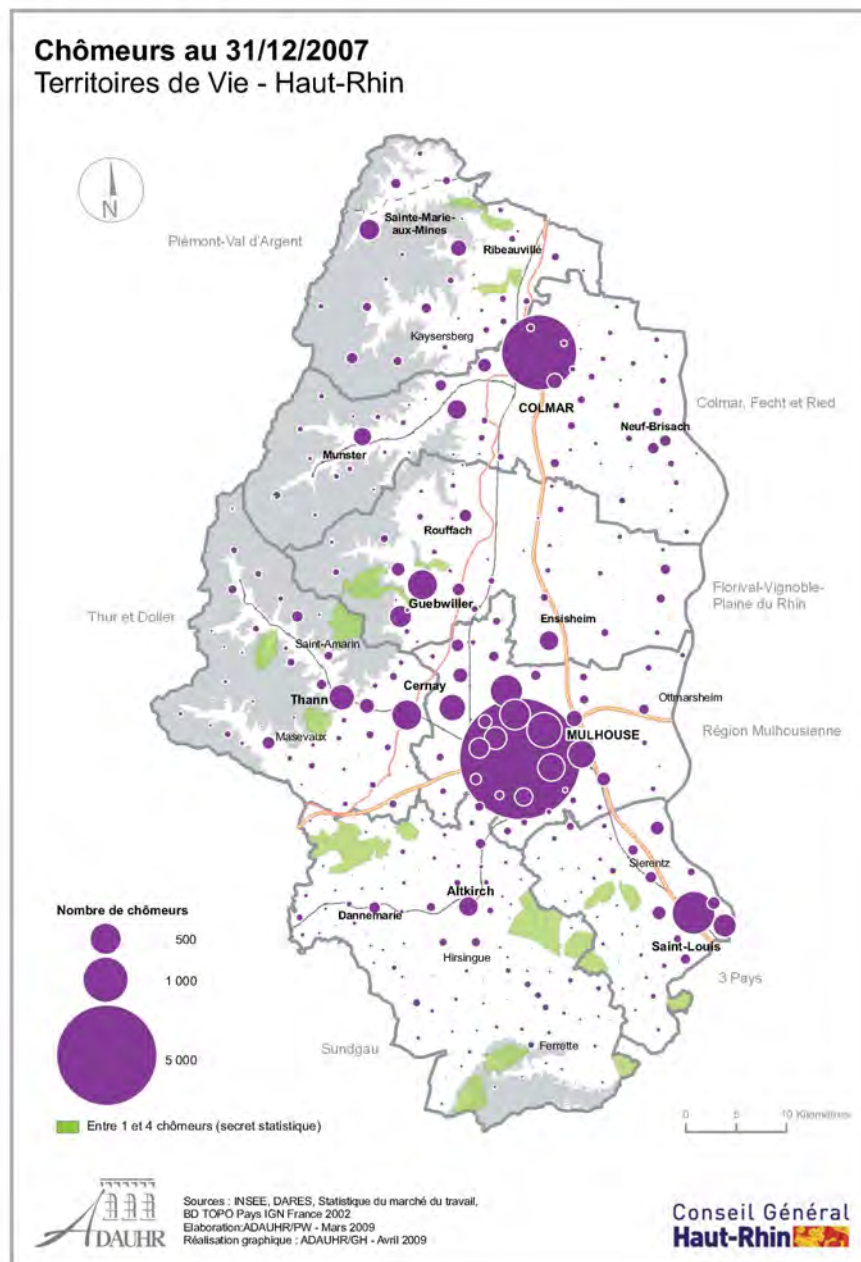 Chômeurs au 31/12/2007
Territoires de Vie - Haut-Rhin
N
Sainte-Marie-
aux-Mines
Piémont-Val d'Argent
Ribeauvillé
Kaysersberg
COLMAR
Colmar, Fecht et Ried
Neuf-Brisach
Munster
Rouffach
Guebwiller
Florival-Vignoble-
Plaine du Rhin
Thur et Doller
Ensisheim
Saint-Amarin
Thann
Cernay
Ottmarsheim
MULHOUSE
Région Mulhousienne
Masevaux
Sierentz
Nombre de chômeurs
Altkirch
Dannemarie
500
Saint-Louis
Hirsingue
1 000
3 Pays
Sundgau
Ferrette
5 000
0 5 10 Kilomètres
Entre 1 et 4 chômeurs (secret statistique)
ADAUHR
Sources : INSEE, DARES, Statistique du marché du travail,
BD TOPO Pays IGN France 2002
Elaboration:ADAUHR/PW - Mars 2009
Réalisation graphique : ADAUHR/GH - Avril 2009
Conseil Général
Haut-Rhin